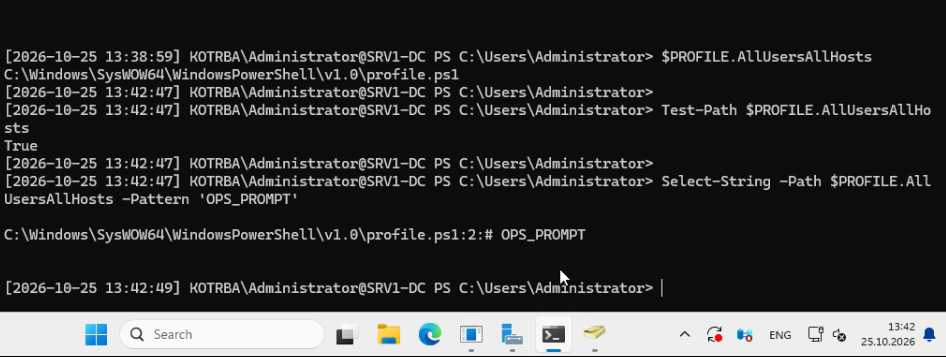 [2026-10-25 13:38:59] KOTRBA\Administrator@SRV1-DC PS C:\Users\Administrator> $PROFILE.AllUsersAllHosts
C:\Windows\SysWOW64\WindowsPowerShell\v1.0\profile.ps1
[2026-10-25 13:42:47] KOTRBA\Administrator@SRV1-DC PS C:\Users\Administrator>
[2026-10-25 13:42:47] KOTRBA\Administrator@SRV1-DC PS C:\Users\Administrator> Test-Path $PROFILE.AllUsersAllHo
sts
True
[2026-10-25 13:42:47] KOTRBA\Administrator@SRV1-DC PS C:\Users\Administrator>
[2026-10-25 13:42:47] KOTRBA\Administrator@SRV1-DC PS C:\Users\Administrator> Select-String -Path $PROFILE.All
UsersAllHosts -Pattern 'OPS_PROMPT'
C:\Windows\SysWOW64\WindowsPowerShell\v1.0\profile.ps1:2:# OPS_PROMPT
[2026-10-25 13:42:49] KOTRBA\Administrator@SRV1-DC PS C:\Users\Administrator>
Search
ENG
13:42
25.10.2026